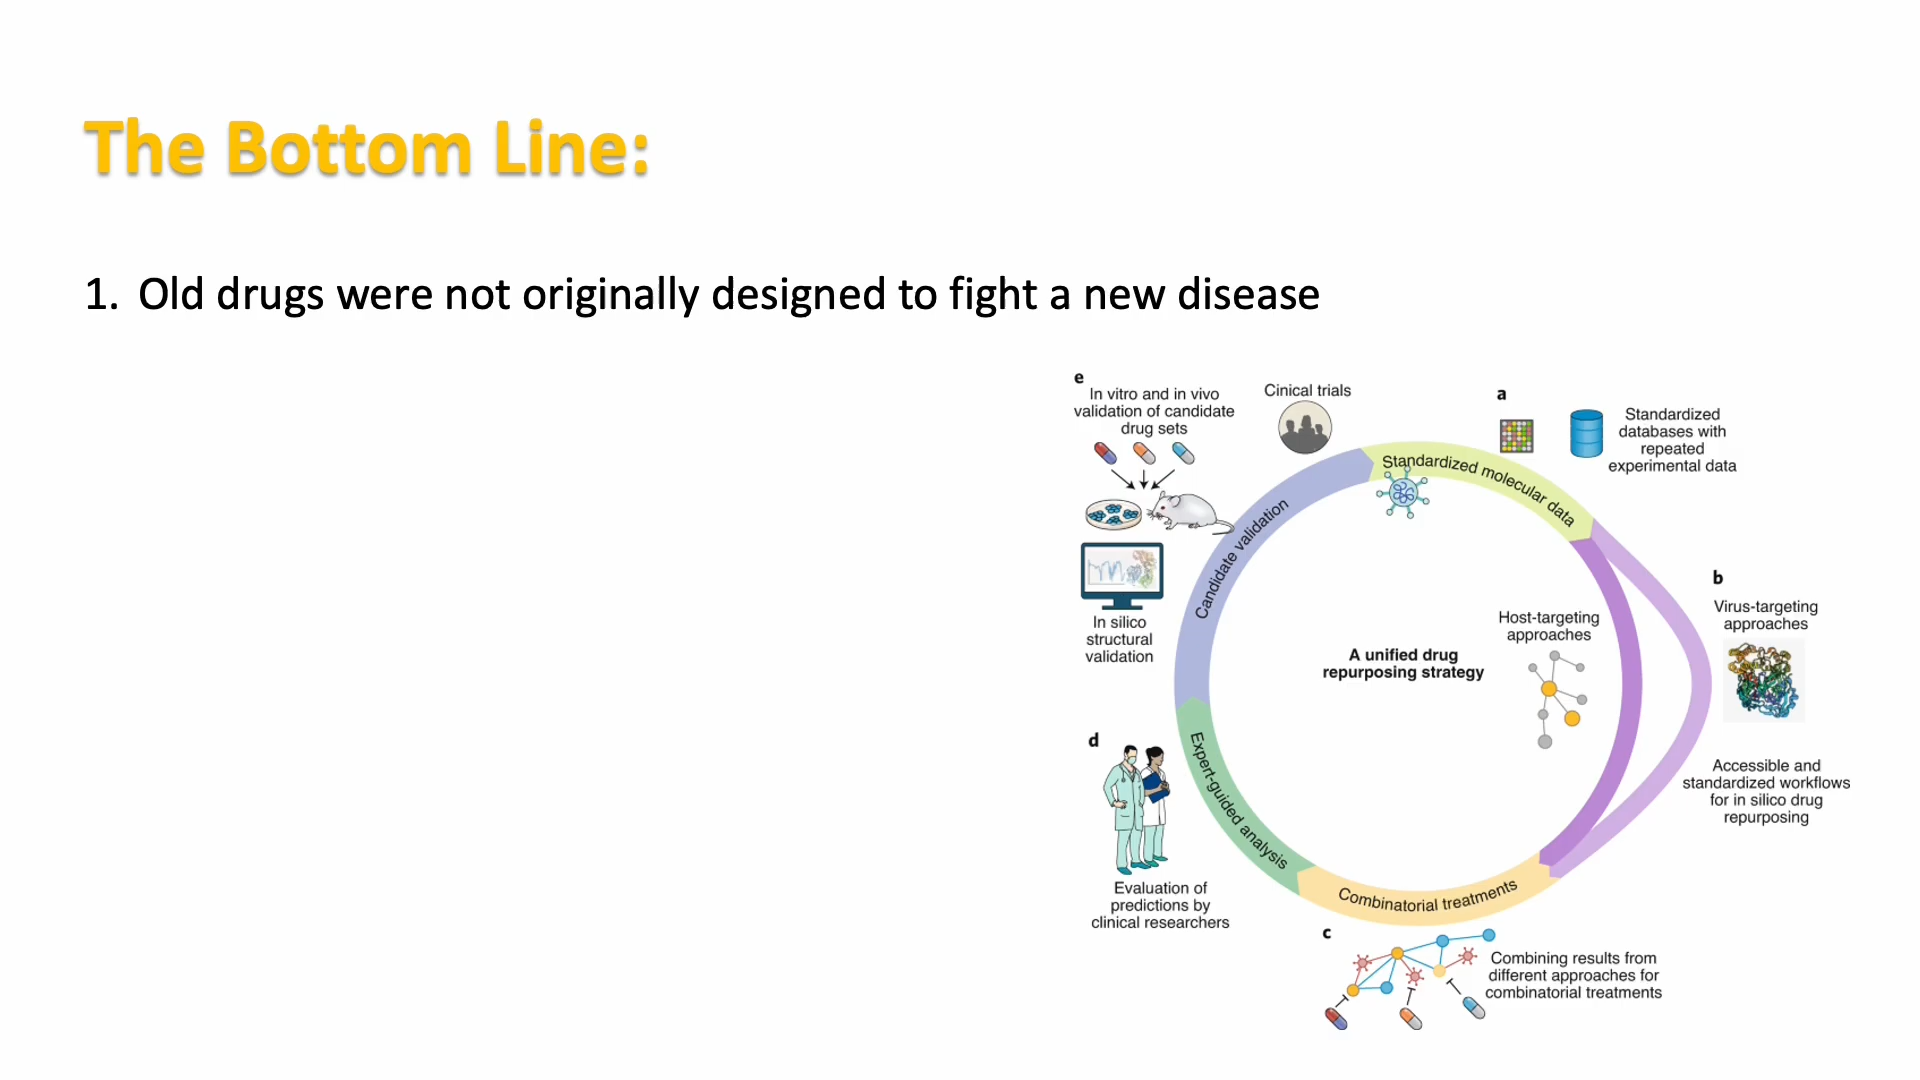 The Bottom Line:
1. Old drugs were not originally designed to fight a new disease
e
In vitro and in vivo
validation of candidate
drug sets
Cinical trials
a
Standardized
databases with
repeated
experimental data
Standardized molecular data
Candidate validation
In silico
structural
validation
b
Virus-targeting
approaches
Host-targeting
approaches
A unified drug
repurposing strategy
Accessible and
standardized workflows
for in silico drug
repurposing
d
Expert-guided analysis
Evaluation of
predictions by
clinical researchers
Combinatorial treatments
c
Combining results from
different approaches for
combinatorial treatments